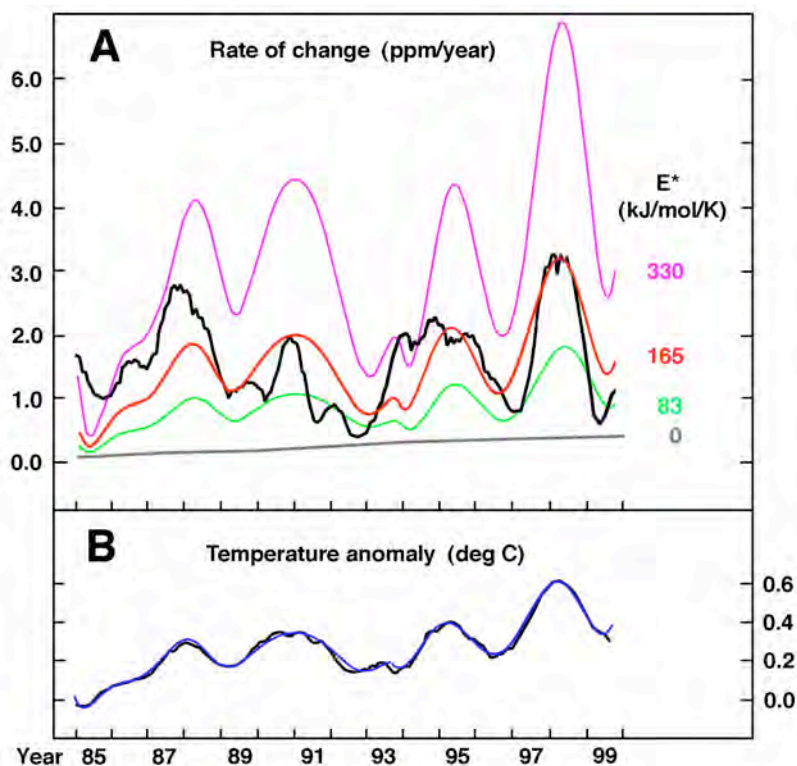 A
Rate of change (ppm/year)
6.0
5.0
4.0
3.0
2.0
1.0
0.0
E*
(kJ/mol/K)
330
165
83
0
B
Temperature anomaly (deg C)
0.6
0.4
0.2
0.0
Year 85 87 89 91 93 95 97 99